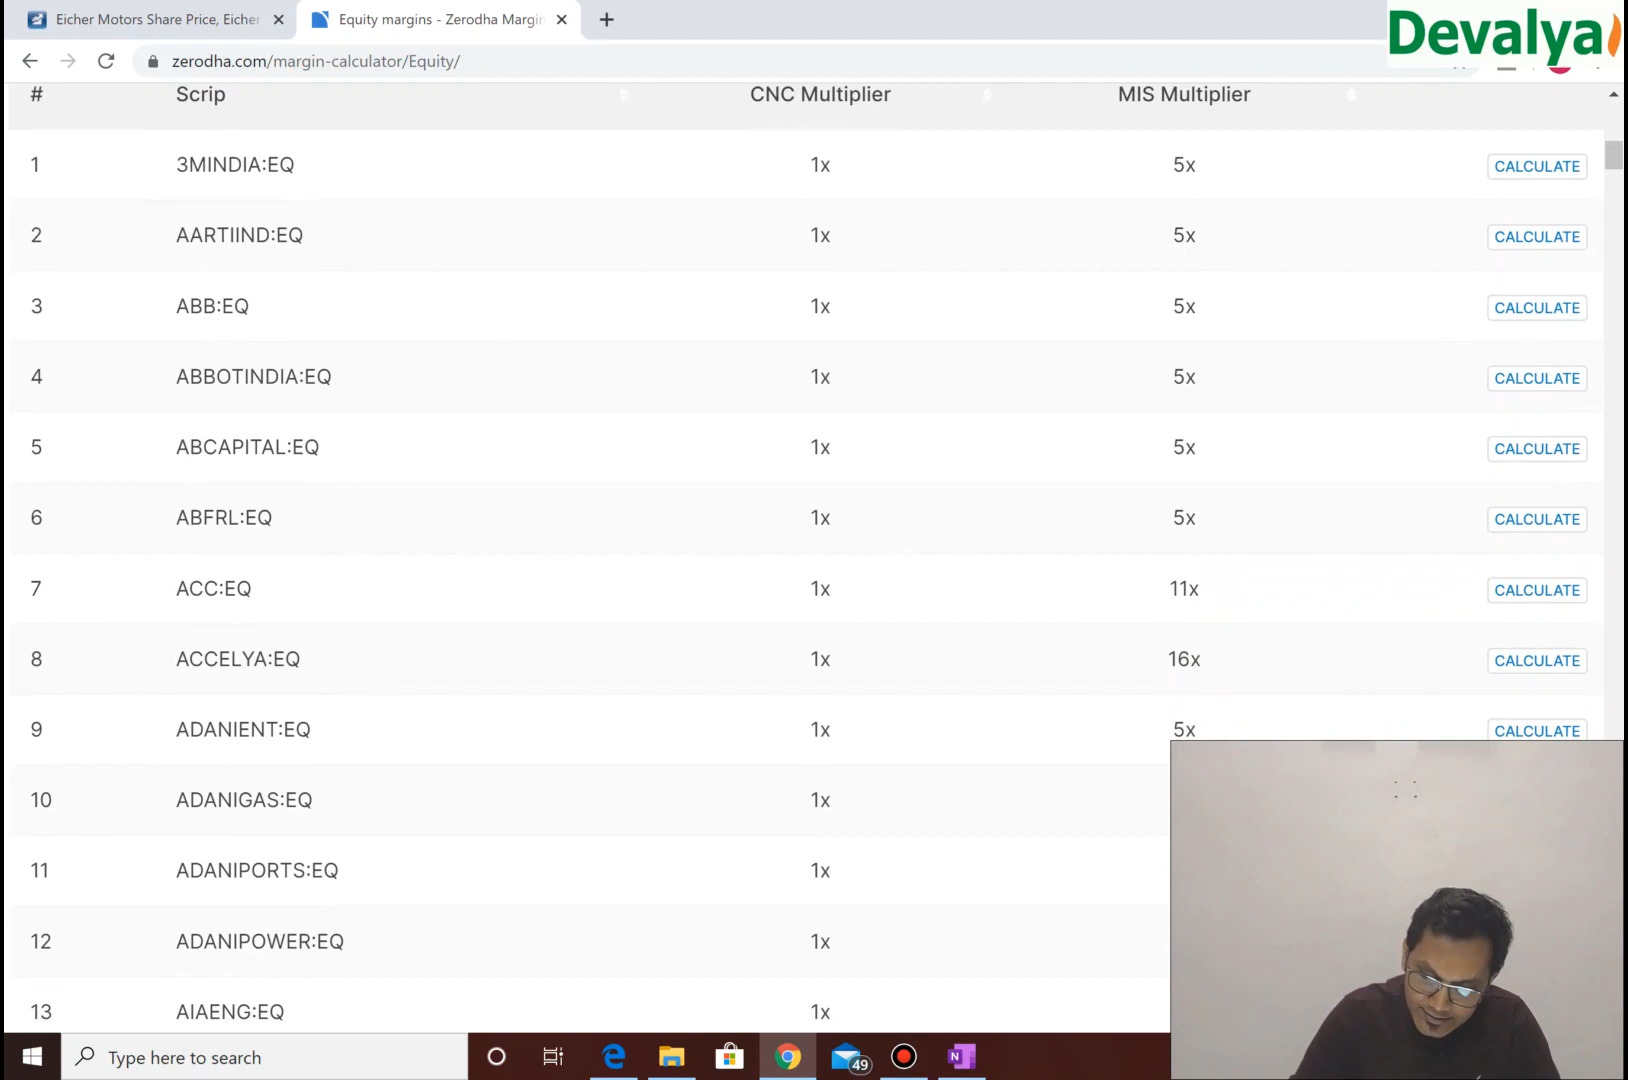 Eicher Motors Share Price, Eicher
Equity margins - Zerodha Margin
Devalya
zerodha.com/margin-calculator/Equity/
# Scrip CNC Multiplier MIS Multiplier
1 3MINDIA:EQ 1x 5x CALCULATE
2 AARTIIND:EQ 1x 5x CALCULATE
3 ABB:EQ 1x 5x CALCULATE
4 ABBOTINDIA:EQ 1x 5x CALCULATE
5 ABCAPITAL:EQ 1x 5x CALCULATE
6 ABFRL:EQ 1x 5x CALCULATE
7 ACC:EQ 1x 11x CALCULATE
8 ACCELYA:EQ 1x 16x CALCULATE
9 ADANIENT:EQ 1x 5x CALCULATE
10 ADANIGAS:EQ 1x
11 ADANIPORTS:EQ 1x
12 ADANIPOWER:EQ 1x
13 AIAENG:EQ 1x
Type here to search
49
N